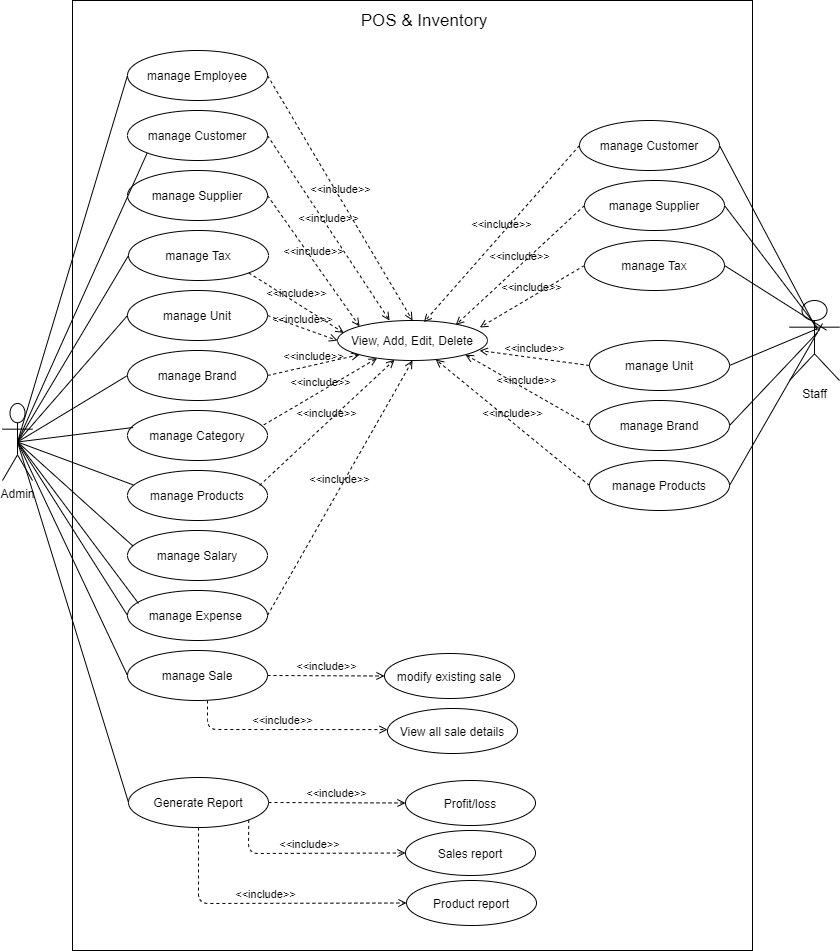 POS & Inventory
manage Employee
manage Customer
manage Customer
manage Supplier
<<include>>
manage Supplier
<<include>>
<<include>>
<<include>>
manage Tax
<<include>>
manage Tax
<<include>>
<<include>>
manage Unit
<<include>>
View, Add, Edit, Delete
<<include>>
<<include>>
manage Unit
manage Brand
<<include>>
<<include>>
Staff
<<include>>
<<include>>
manage Brand
manage Category
<<include>>
manage Products
Admin
manage Products
manage Salary
manage Expense
<<include>>
manage Sale
modify existing sale
<<include>>
View all sale details
<<include>>
Generate Report
Profit/loss
<<include>>
Sales report
<<include>>
Product report